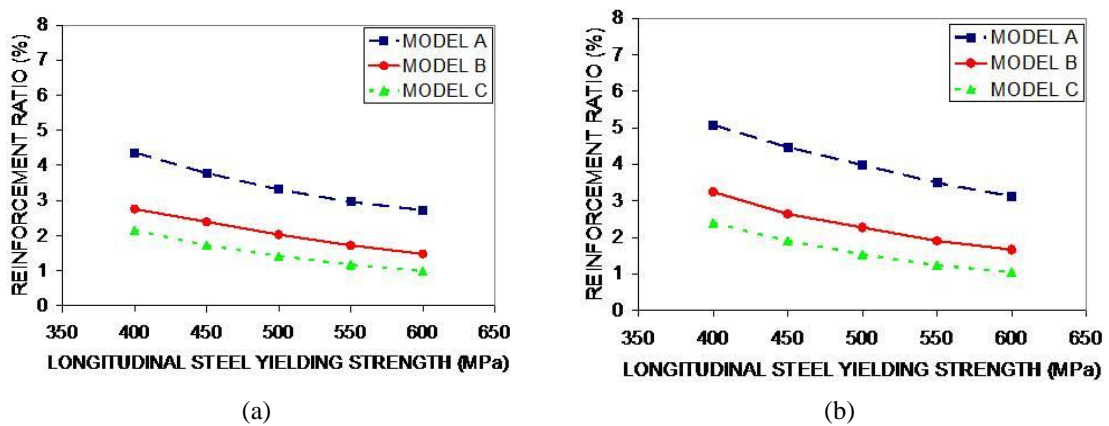 8
7
6
5
4
3
2
1
0
REINFORCEMENT RATIO (%)
MODEL A
MODEL B
MODEL C
350 400 450 500 550 600 650
LONGITUDINAL STEEL YIELDING STRENGTH (MPa)
(a)
8
7
6
5
4
3
2
1
0
REINFORCEMENT RATIO (%)
MODEL A
MODEL B
MODEL C
350 400 450 500 550 600 650
LONGITUDINAL STEEL YIELDING STRENGTH (MPa)
(b)